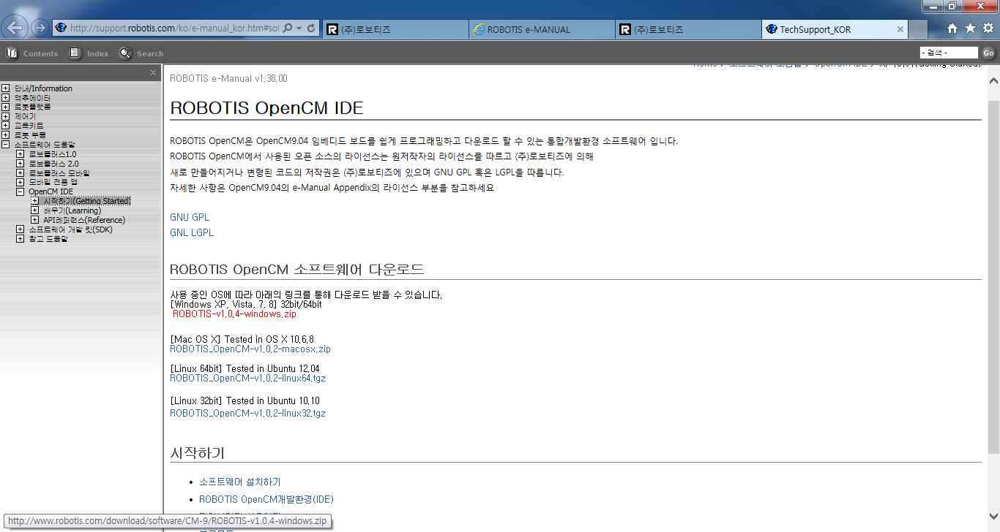 http://support.robotis.com/ko/e-manual_kor.htm#sof
(주)로보티즈
ROBOTIS e-MANUAL
(주)로보티즈
TechSupport_KOR
Contents
Index
Search
- 검색 -
Go
안내/Information
액추에이터
로봇플랫폼
제어기
교육키트
로봇 부품
소프트웨어 도움말
로보플러스1.0
로보플러스 2.0
로보플러스 모바일
모바일 전용 앱
OpenCM IDE
시작하기(Getting Started)
배우기(Learning)
API레퍼런스(Reference)
소프트웨어 개발 킷(SDK)
참고 도움말
ROBOTIS e-Manual v1.38.00
ROBOTIS OpenCM IDE
ROBOTIS OpenCM은 OpenCM9.04 임베디드 보드를 쉽게 프로그래밍하고 다운로드 할 수 있는 통합개발환경 소프트웨어 입니다.
ROBOTIS OpenCM에서 사용된 오픈 소스의 라이선스는 원저작자의 라이선스를 따르고 (주)로보티즈에 의해
새로 만들어지거나 변형된 코드의 저작권은 (주)로보티즈에 있으며 GNU GPL 혹은 LGPL을 따릅니다.
자세한 사항은 OpenCM9.04의 e-Manual Appendix의 라이선스 부분을 참고하세요
GNU GPL
GNL LGPL
ROBOTIS OpenCM 소프트웨어 다운로드
사용 중인 OS에 따라 아래의 링크를 통해 다운로드 받을 수 있습니다.
[Windows XP, Vista, 7, 8] 32bit/64bit
ROBOTIS-v1.0.4-windows.zip
[Mac OS X] Tested in OS X 10.6.8
ROBOTIS_OpenCM-v1.0.2-macosx.zip
[Linux 64bit] Tested in Ubuntu 12.04
ROBOTIS_OpenCM-v1.0.2-linux64.tgz
[Linux 32bit] Tested in Ubuntu 10.10
ROBOTIS_OpenCM-v1.0.2-linux32.tgz
시작하기
소프트웨어 설치하기
ROBOTIS OpenCM개발환경(IDE)
http://www.robotis.com/download/software/CM-9/ROBOTIS-v1.0.4-windows.zip